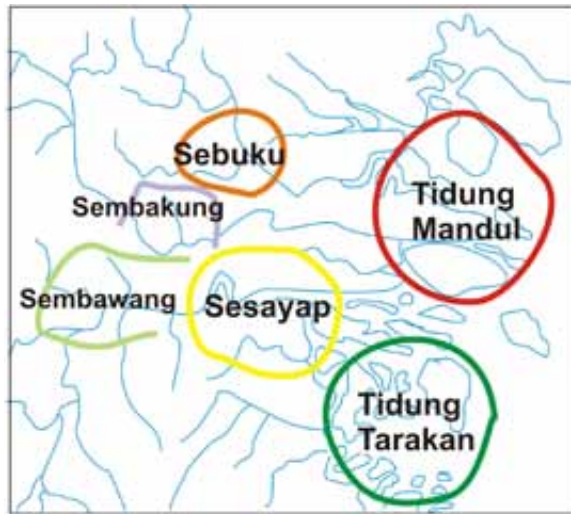 Sebuku
Tidung
Mandul
Sembakung
Sembawang
Sesayap
Tidung
Tarakan